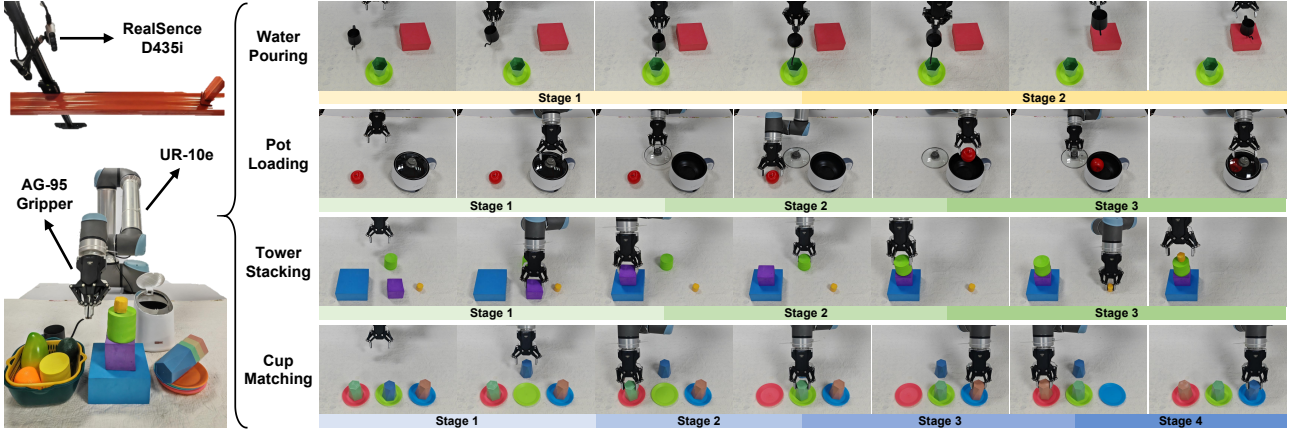 RealSence
D435i
UR-10e
AG-95
Gripper
Water
Pouring
Stage 1
Stage 2
Pot
Loading
Stage 1
Stage 2
Stage 3
Tower
Stacking
Stage 1
Stage 2
Stage 3
Cup
Matching
Stage 1
Stage 2
Stage 3
Stage 4